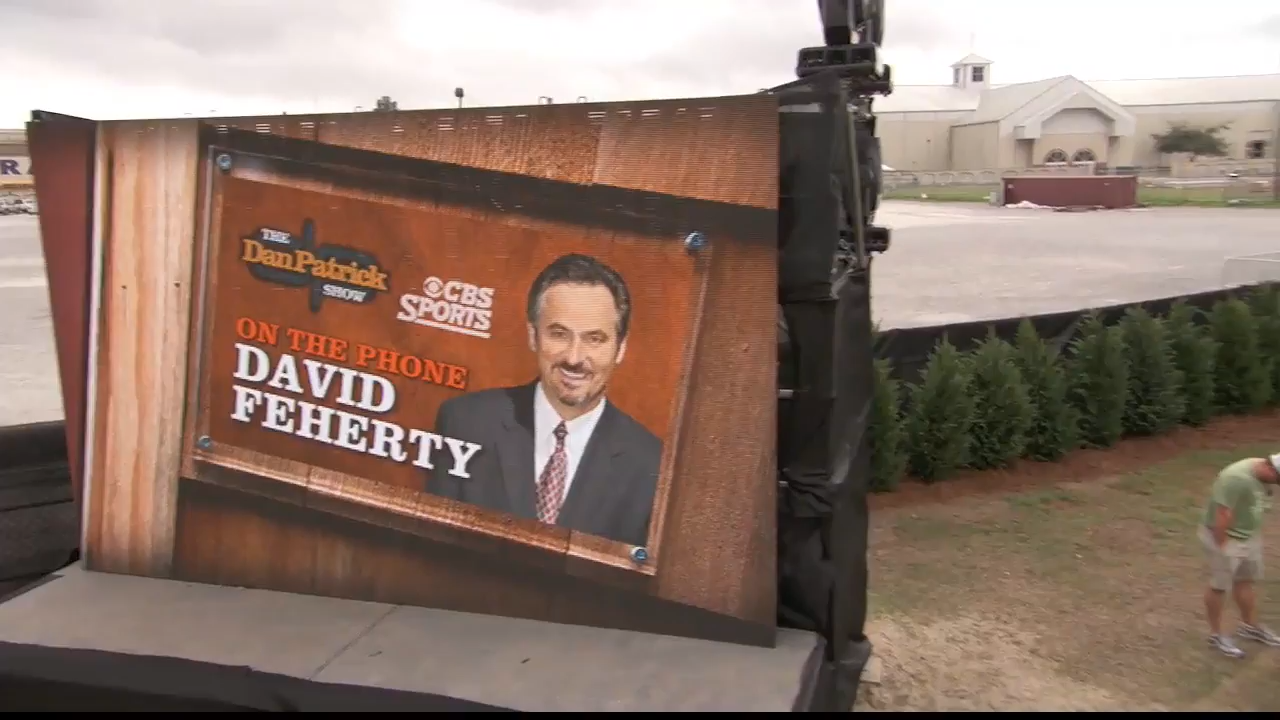 THE
DanPatrick
SHOW
CBS
SPORTS
ON THE PHONE
DAVID
FEHERTY